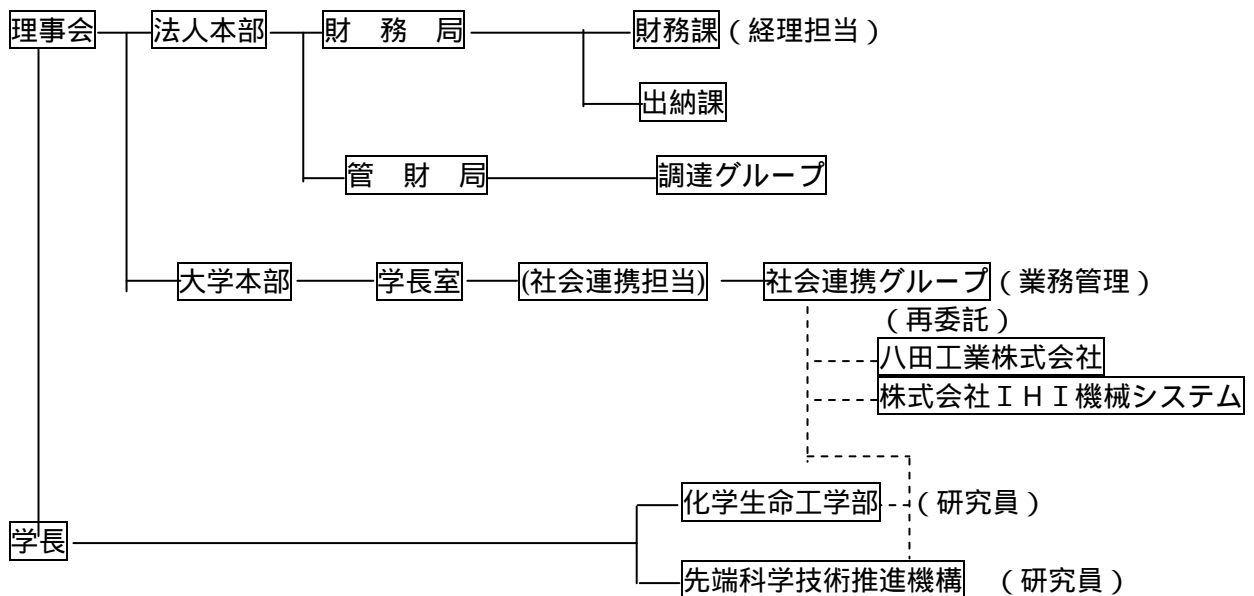 理事会 法人本部 財　務　局 財務課（経理担当）
出納課
管　財　局 調達グループ
大学本部 学長室 (社会連携担当) 社会連携グループ（業務管理）
（再委託）
八田工業株式会社
株式会社ＩＨＩ機械システム
化学生命工学部 （研究員）
学長
先端科学技術推進機構 （研究員）